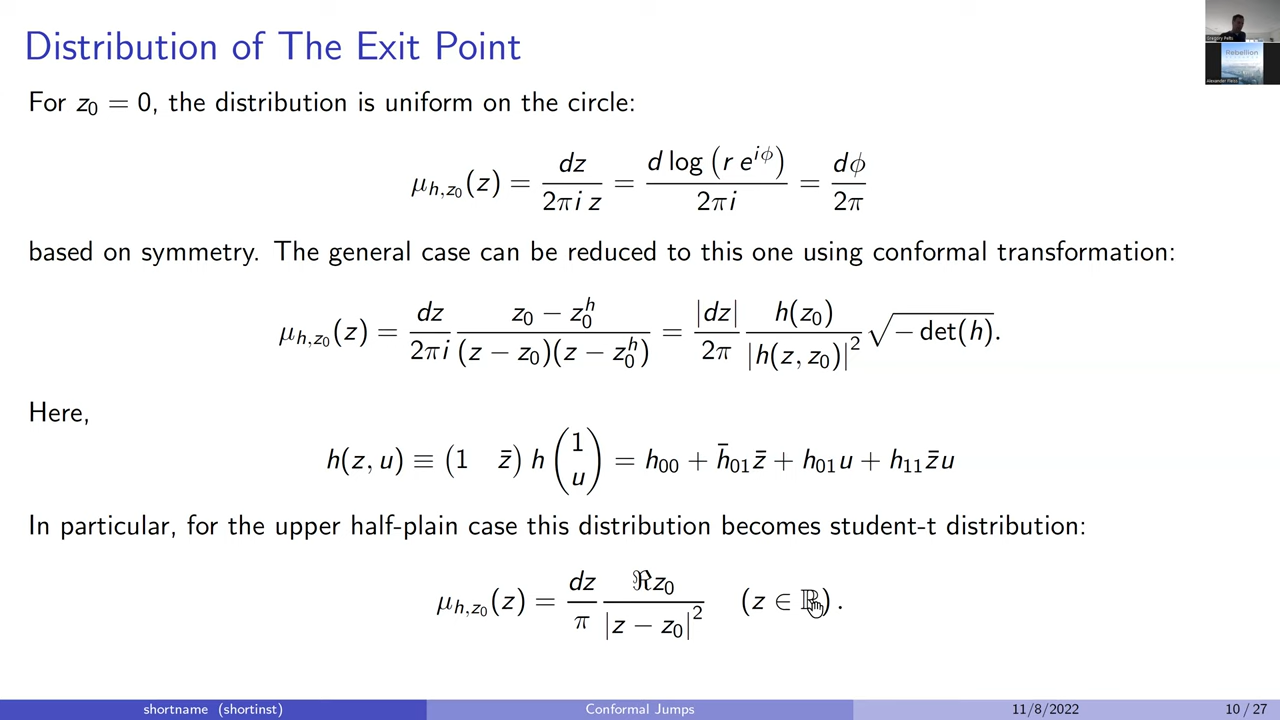 Distribution of The Exit Point
Gregory Pelts
Rebellion
For z₀ = 0, the distribution is uniform on the circle:
μ_{h,z₀}(z) = dz / (2πi z) = d log (r e^{iϕ}) / (2πi) = dϕ / (2π)
based on symmetry. The general case can be reduced to this one using conformal transformation:
μ_{h,z₀}(z) = (dz / 2πi) (z₀ − z₀^h) / ((z − z₀)(z − z₀^h)) = (|dz| / 2π) (h(z₀) / |h(z, z₀)|²) √(− det(h)).
Here,
h(z, u) ≡ (1 z̄) h (1 u) = h₀₀ + h̄₀₁z̄ + h₀₁u + h₁₁z̄u
In particular, for the upper half-plain case this distribution becomes student-t distribution:
μ_{h,z₀}(z) = (dz / π) (ℜz₀ / |z − z₀|²) (z ∈ ℝ).
shortname (shortinst) Conformal Jumps 11/8/2022 10 / 27